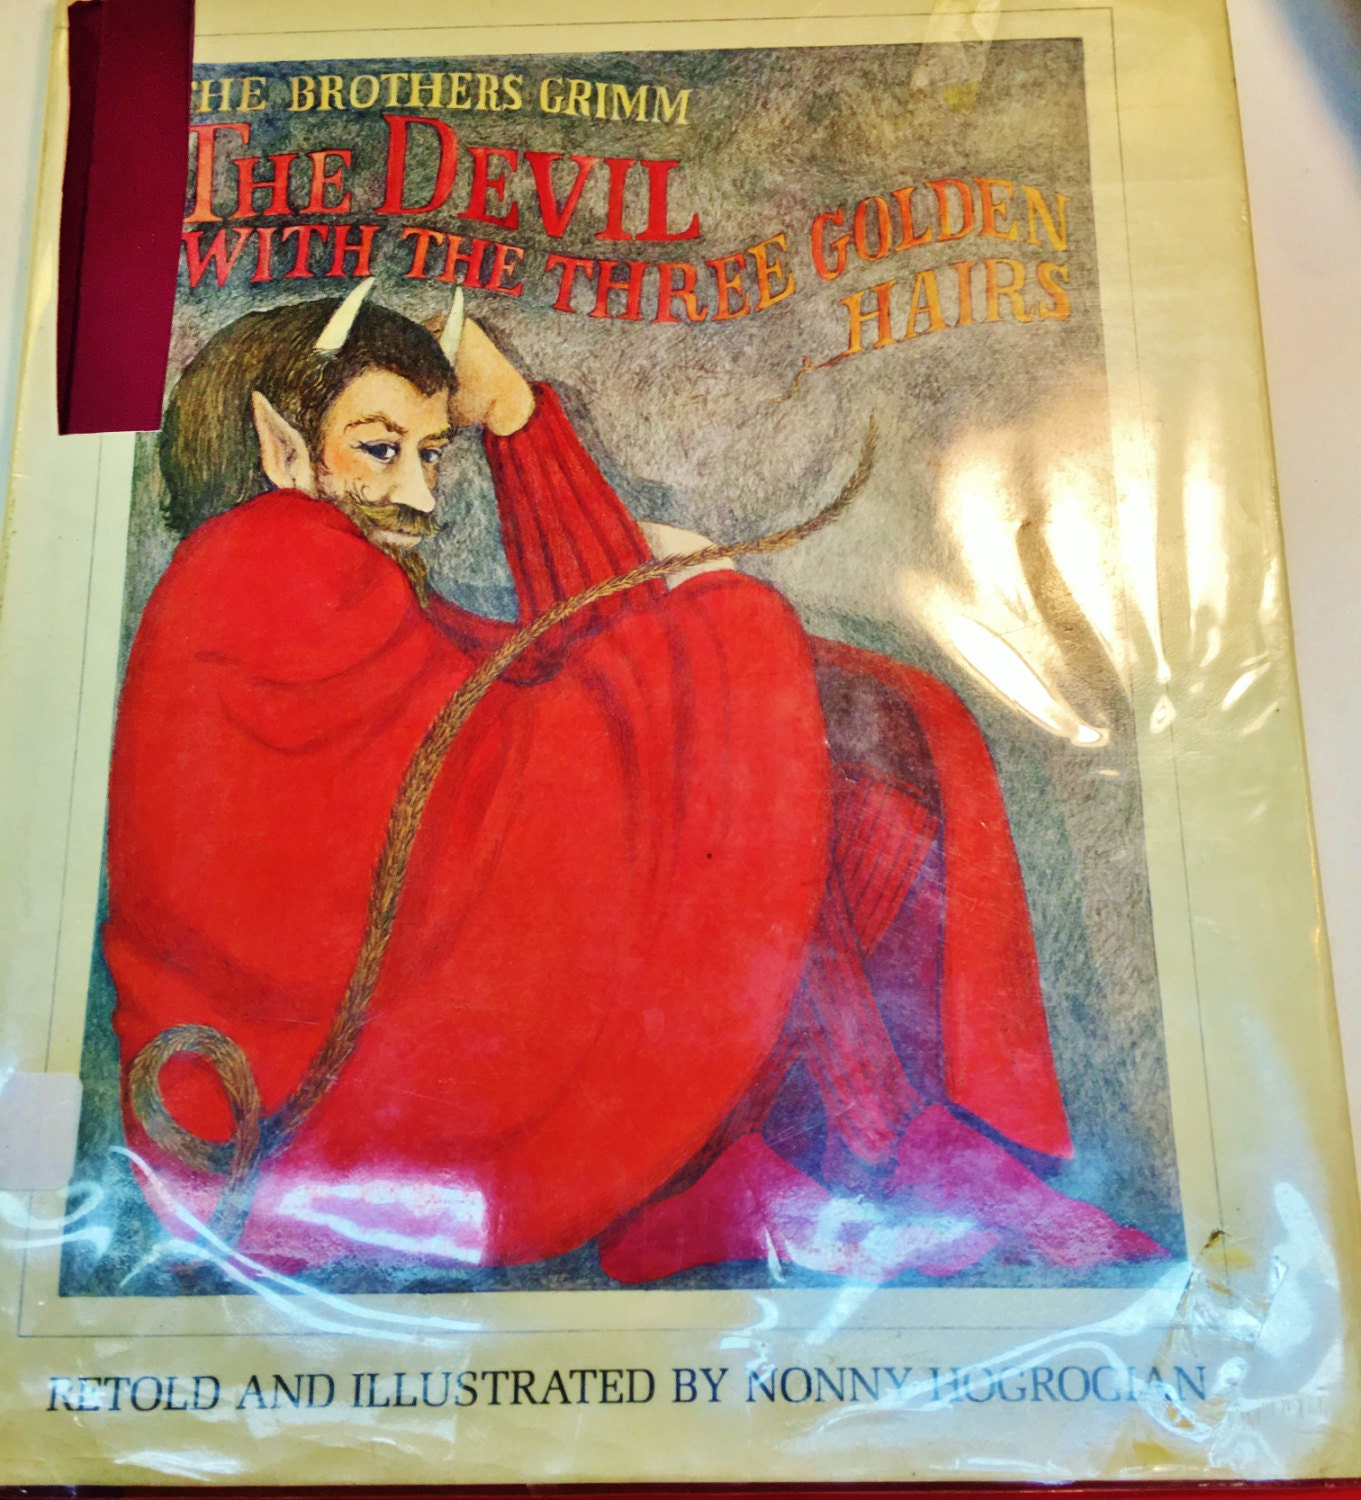 THE BROTHERS GRIMM
THE DEVIL
WITH THE THREE GOLDEN
HAIRS
RETOLD AND ILLUSTRATED BY NONNY HOGROGIAN